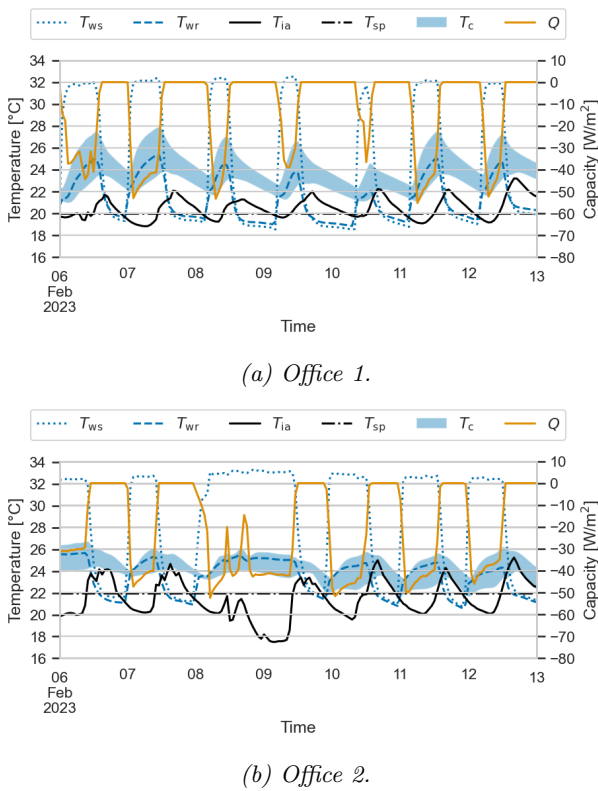 T_ws T_wr T_ia T_sp T_c Q
34 10
32 0
30 −10
28 −20
26 −30
24 −40
22 −50
20 −60
18 −70
16 −80
Temperature [°C]
Capacity [W/m²]
06 07 08 09 10 11 12 13
Feb
2023
Time
(a) Office 1.
T_ws T_wr T_ia T_sp T_c Q
34 10
32 0
30 −10
28 −20
26 −30
24 −40
22 −50
20 −60
18 −70
16 −80
Temperature [°C]
Capacity [W/m²]
06 07 08 09 10 11 12 13
Feb
2023
Time
(b) Office 2.